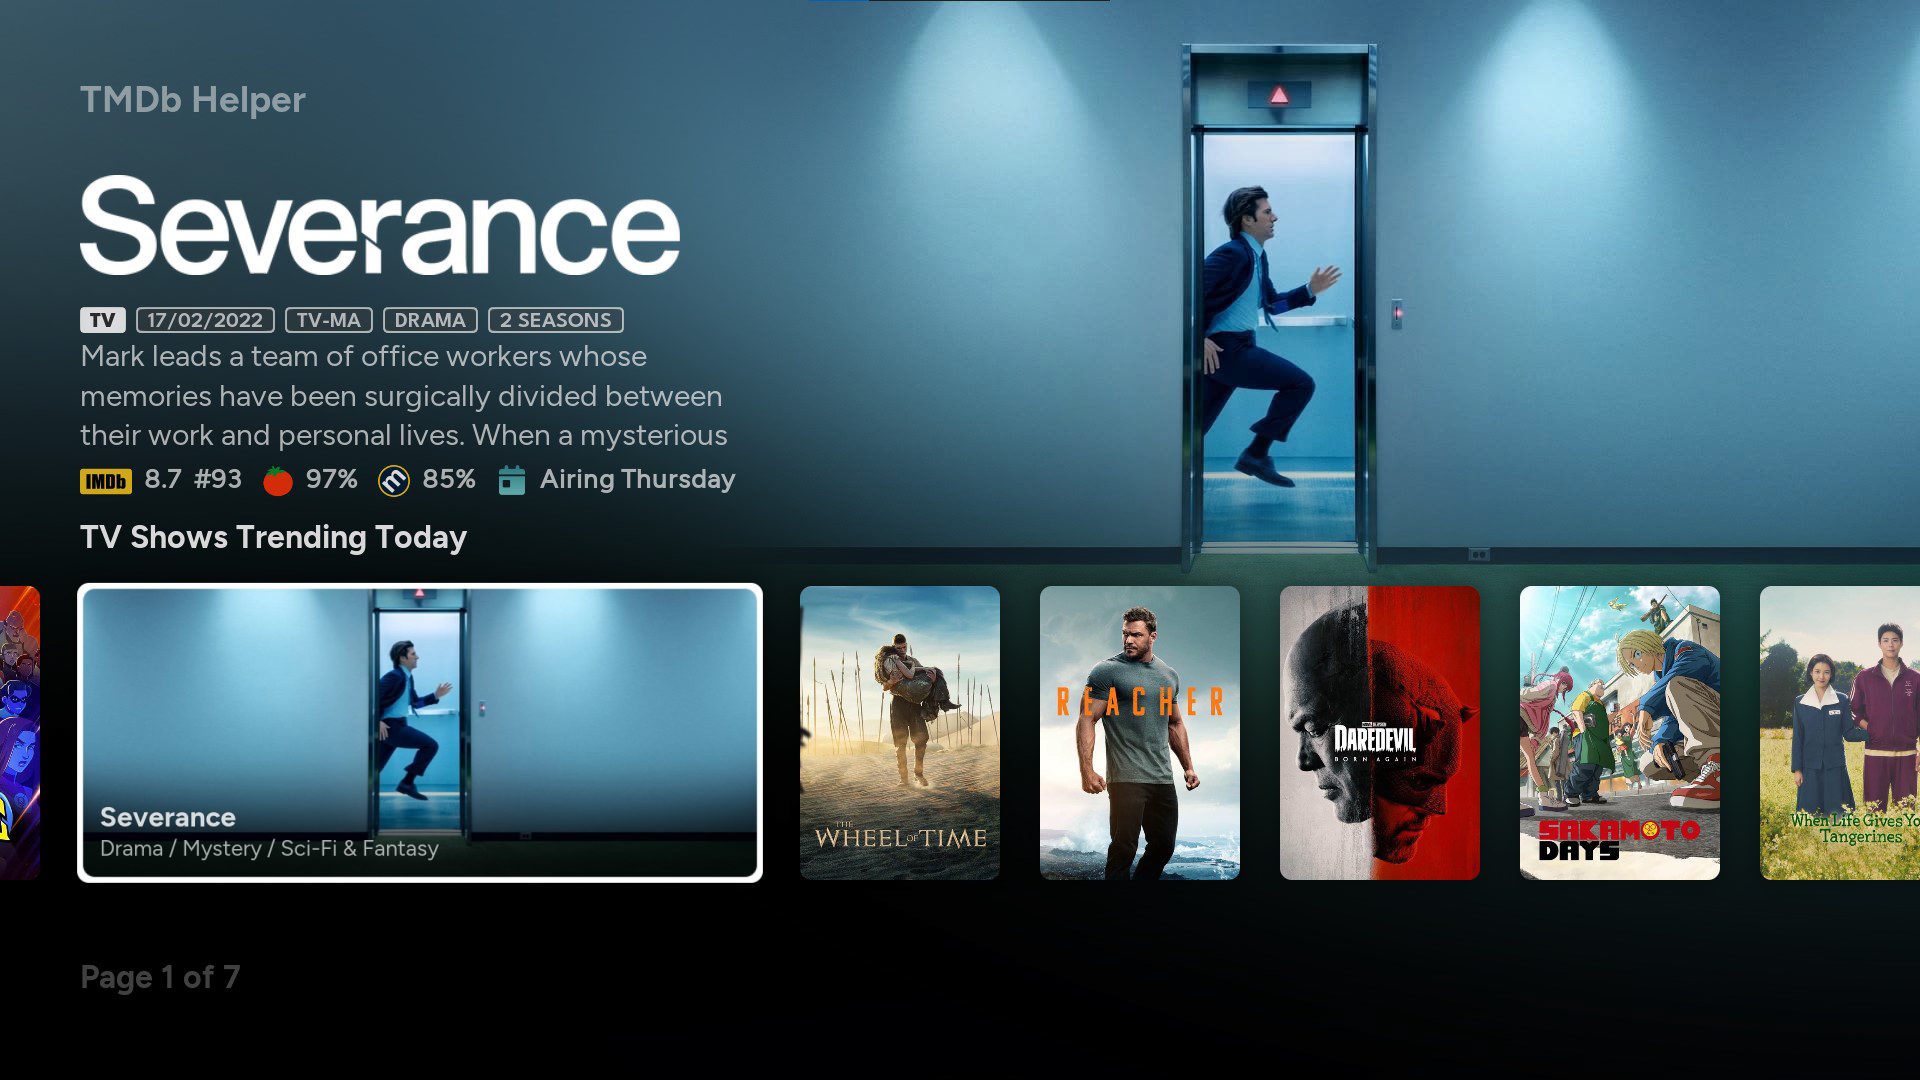 TMDb Helper
Severance
TV 17/02/2022 TV-MA DRAMA 2 SEASONS
Mark leads a team of office workers whose
memories have been surgically divided between
their work and personal lives. When a mysterious
IMDb 8.7 #93 97% m 85% Airing Thursday
TV Shows Trending Today
Severance
Drama / Mystery / Sci-Fi & Fantasy
THE
WHEEL OF TIME
REACHER
DAREDEVIL
BORN AGAIN
SAKAMOTO
DAYS
When Life Gives Yo
Tangerines
Page 1 of 7